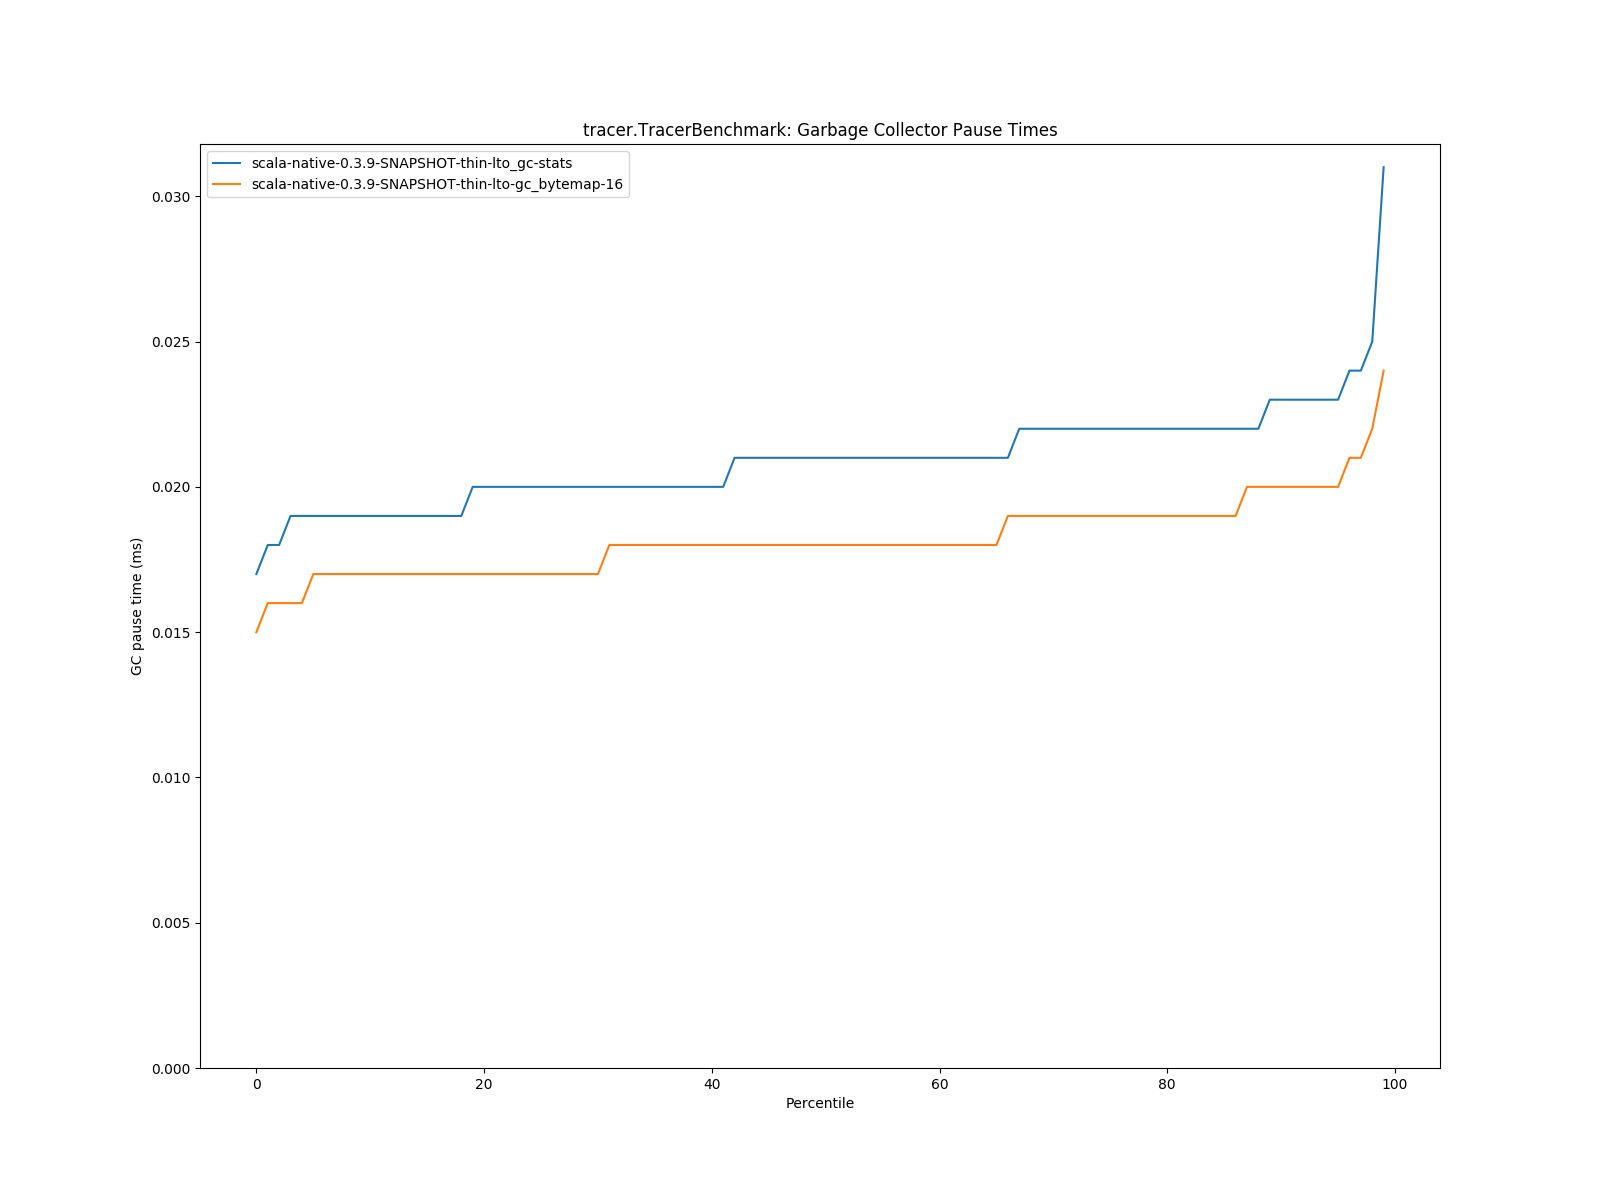 tracer.TracerBenchmark: Garbage Collector Pause Times
scala-native-0.3.9-SNAPSHOT-thin-lto_gc-stats
scala-native-0.3.9-SNAPSHOT-thin-lto-gc_bytemap-16
0.030
0.025
0.020
0.015
0.010
0.005
0.000
GC pause time (ms)
0 20 40 60 80 100
Percentile